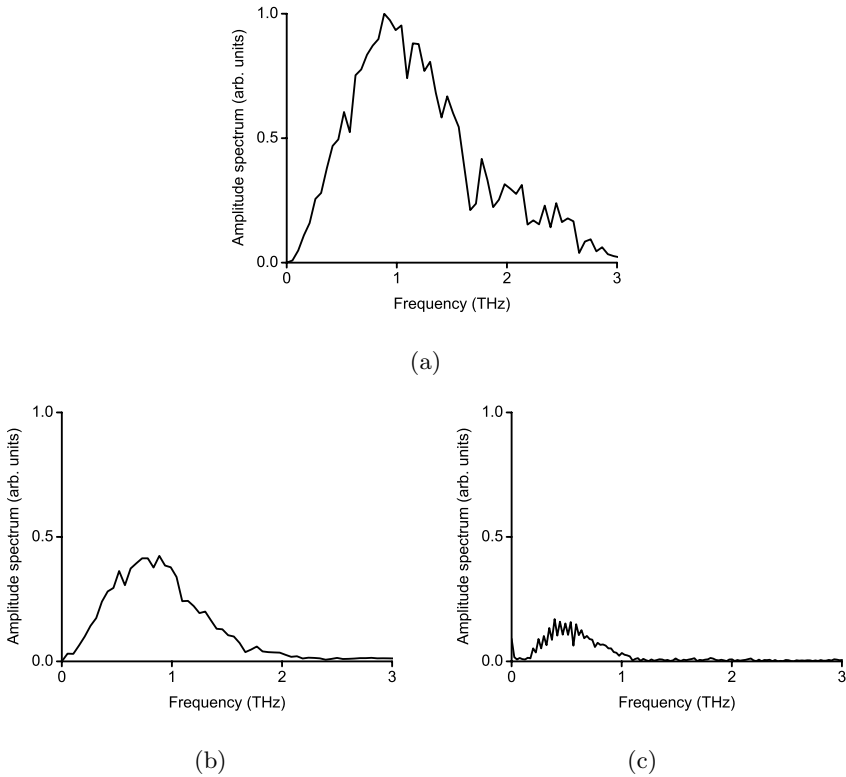 Amplitude spectrum (arb. units)
1.0
0.5
0.0
0 1 2 3
Frequency (THz)
(a)
Amplitude spectrum (arb. units)
1.0
0.5
0.0
0 1 2 3
Frequency (THz)
(b)
Amplitude spectrum (arb. units)
1.0
0.5
0.0
0 1 2 3
Frequency (THz)
(c)